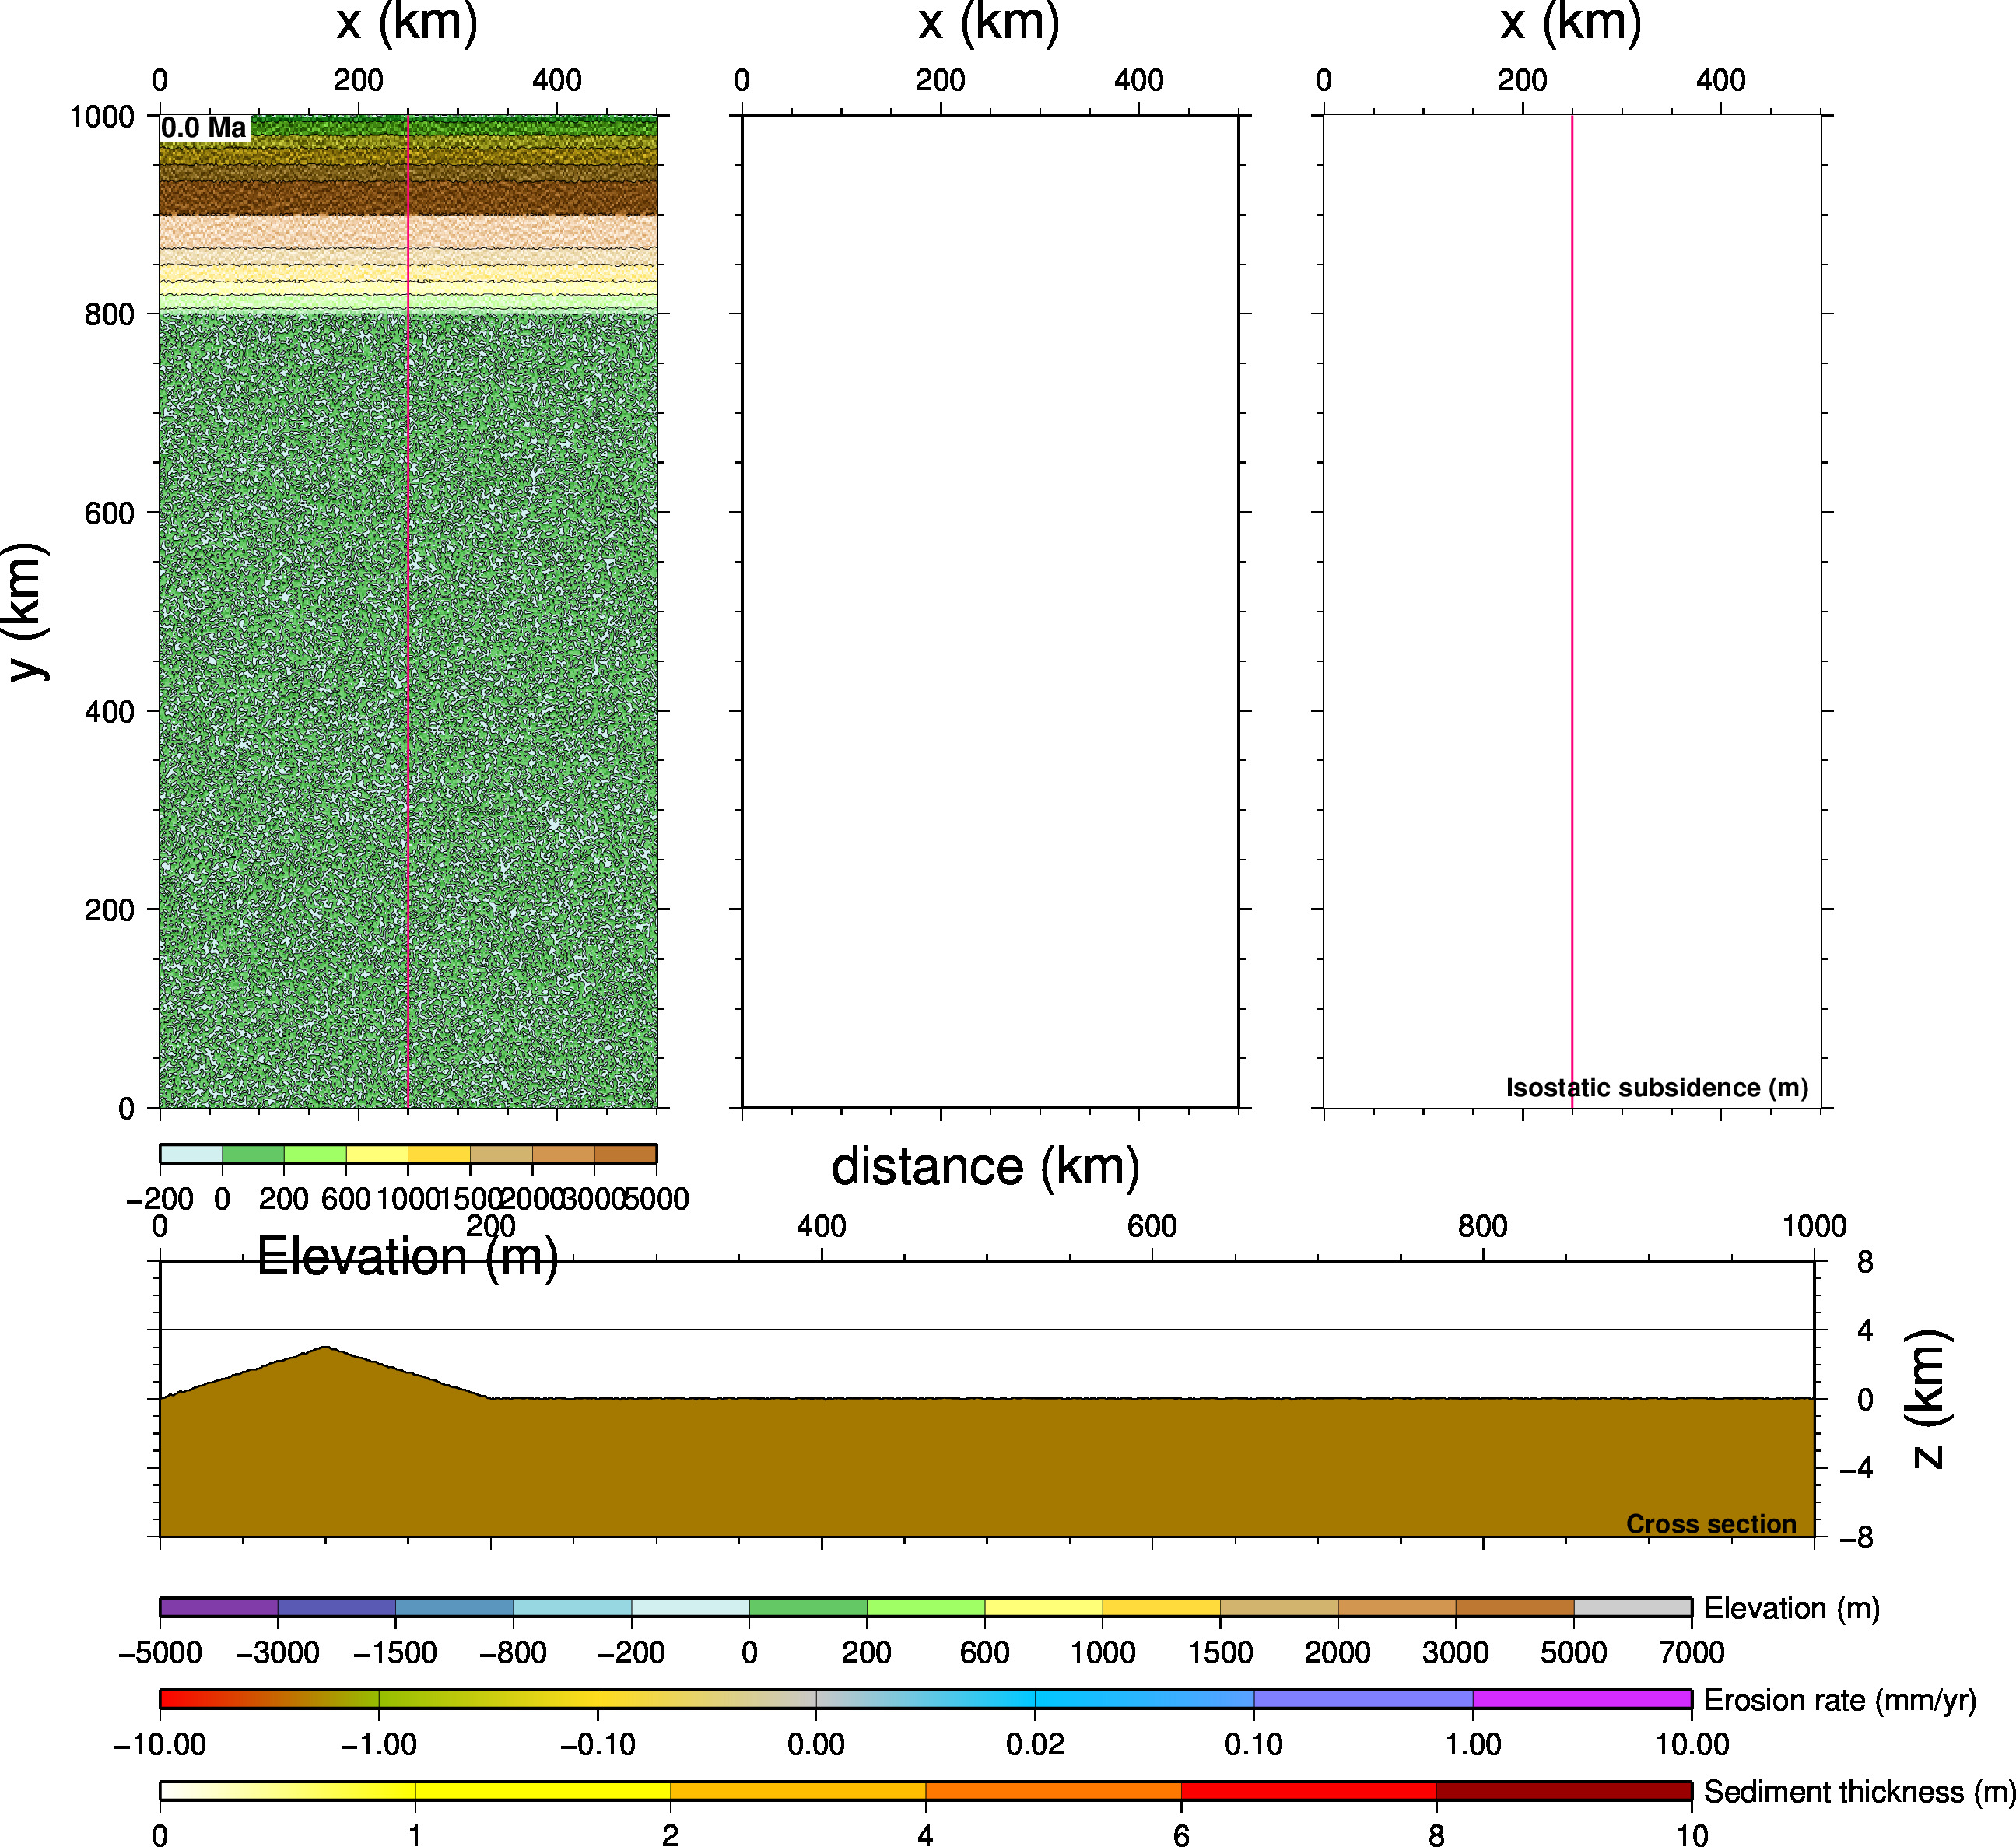 x (km) x (km) x (km)
0 200 400 0 200 400 0 200 400
1000
0.0 Ma
800
600
y (km)
400
200
0
Isostatic subsidence (m)
−200 0 200 600 1000 1500 2000 3000 5000
Elevation (m)
distance (km)
0 200 400 600 800 1000
8
4
0
−4
−8
z (km)
Cross section
Elevation (m)
−5000 −3000 −1500 −800 −200 0 200 600 1000 1500 2000 3000 5000 7000
Erosion rate (mm/yr)
−10.00 −1.00 −0.10 0.00 0.02 0.10 1.00 10.00
Sediment thickness (m)
0 1 2 4 6 8 10